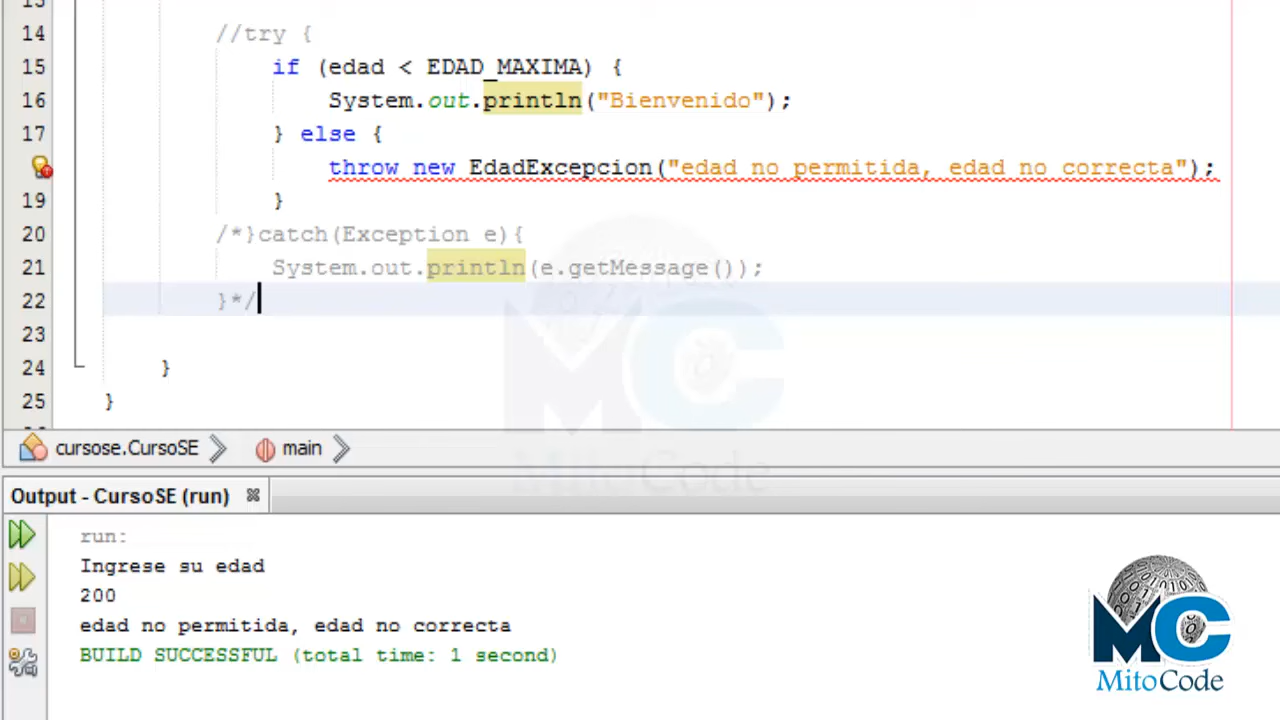 13
14 //try {
15 if (edad < EDAD_MAXIMA) {
16 System.out.println("Bienvenido");
17 } else {
throw new EdadExcepcion("edad no permitida, edad no correcta");
19 }
20 /*}catch(Exception e){
21 System.out.println(e.getMessage());
22 }*/
23
24 }
25 }
cursose.CursoSE main
Output - CursoSE (run)
run:
Ingrese su edad
200
edad no permitida, edad no correcta
BUILD SUCCESSFUL (total time: 1 second)
MC
MitoCode
MC
MitoCode